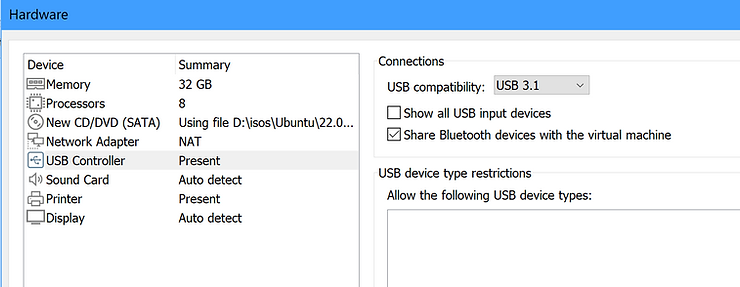 Hardware
Device Summary
Memory 32 GB
Processors 8
New CD/DVD (SATA) Using file D:\isos\Ubuntu\22.0...
Network Adapter NAT
USB Controller Present
Sound Card Auto detect
Printer Present
Display Auto detect
Connections
USB compatibility: USB 3.1
Show all USB input devices
Share Bluetooth devices with the virtual machine
USB device type restrictions
Allow the following USB device types: